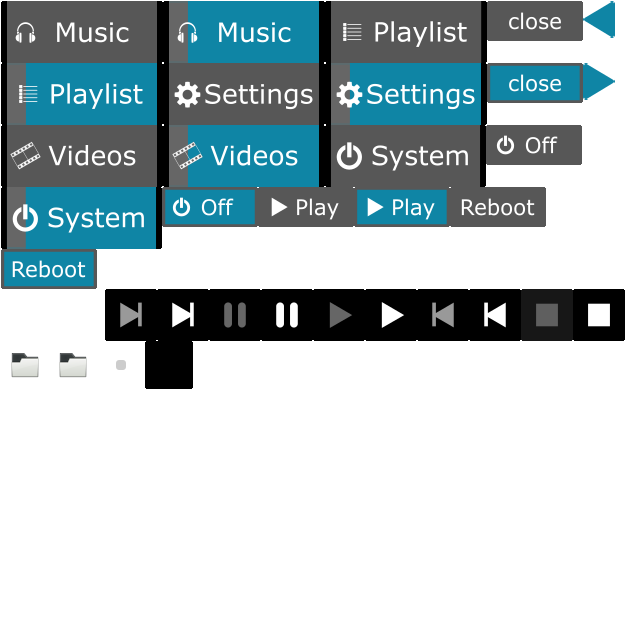 Music Music Playlist close
Playlist Settings Settings close
Videos Videos System Off
System Off Play Play Reboot
Reboot